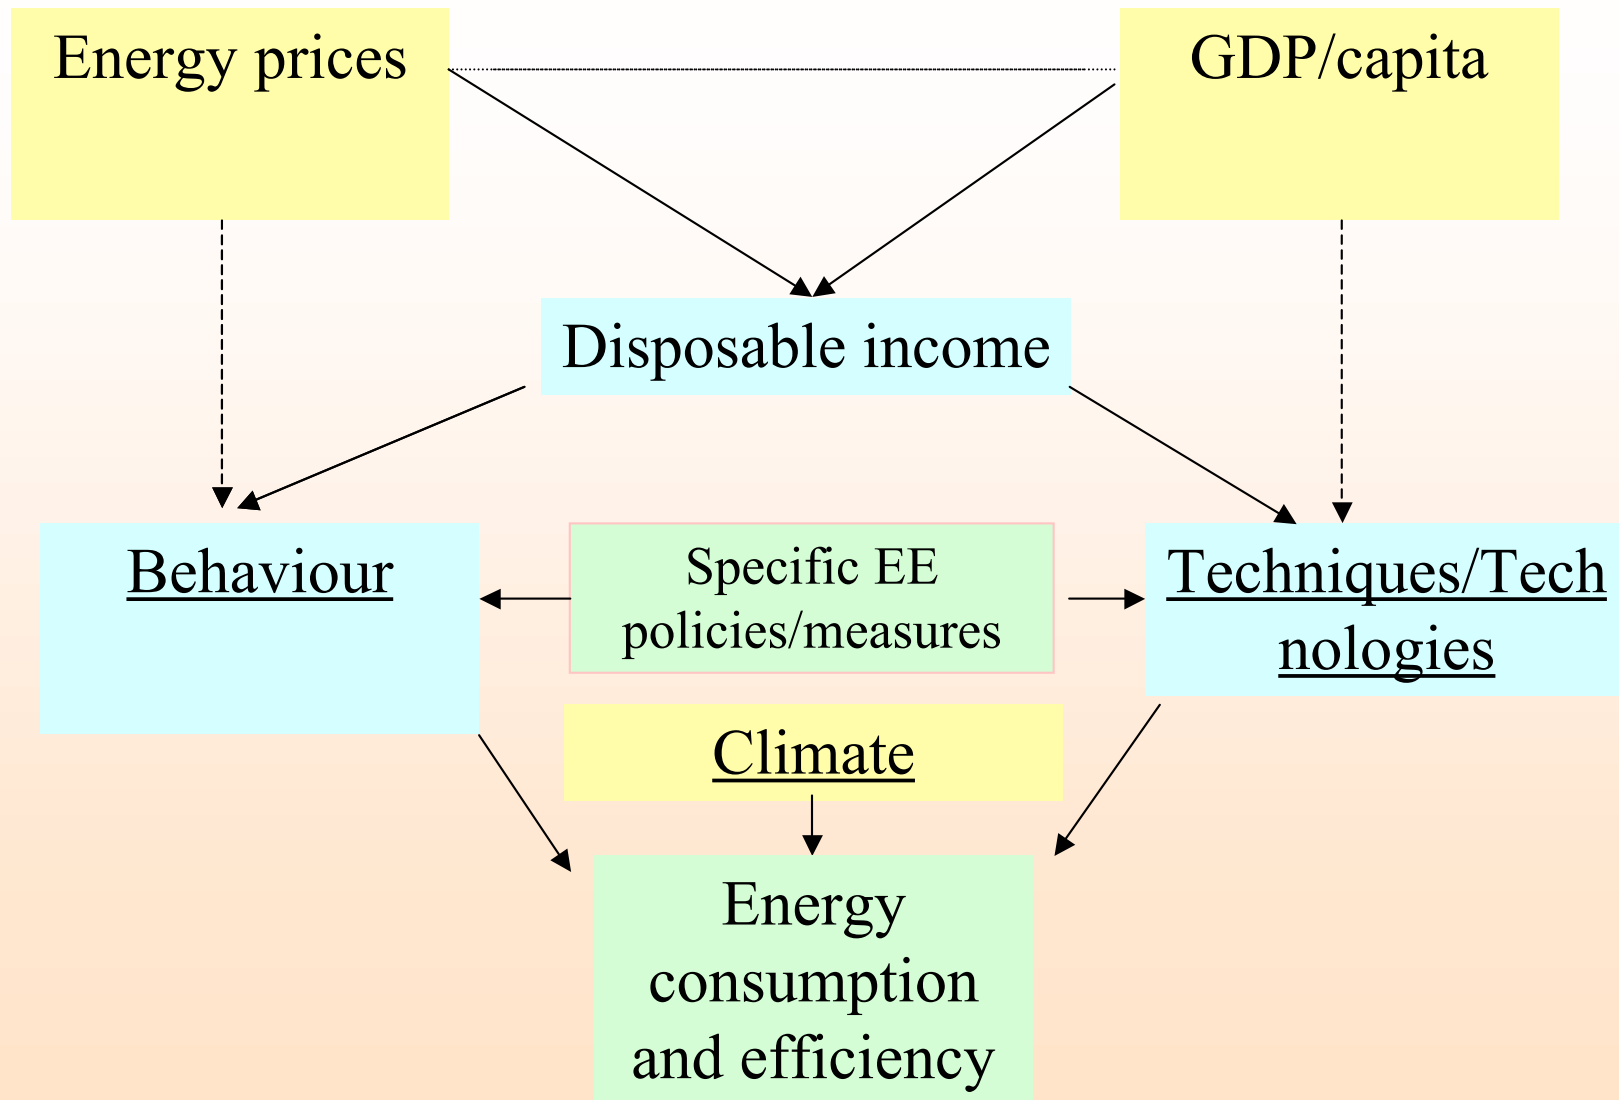 Energy prices
GDP/capita
Disposable income
Behaviour
Specific EE
policies/measures
Techniques/Tech
nologies
Climate
Energy
consumption
and efficiency